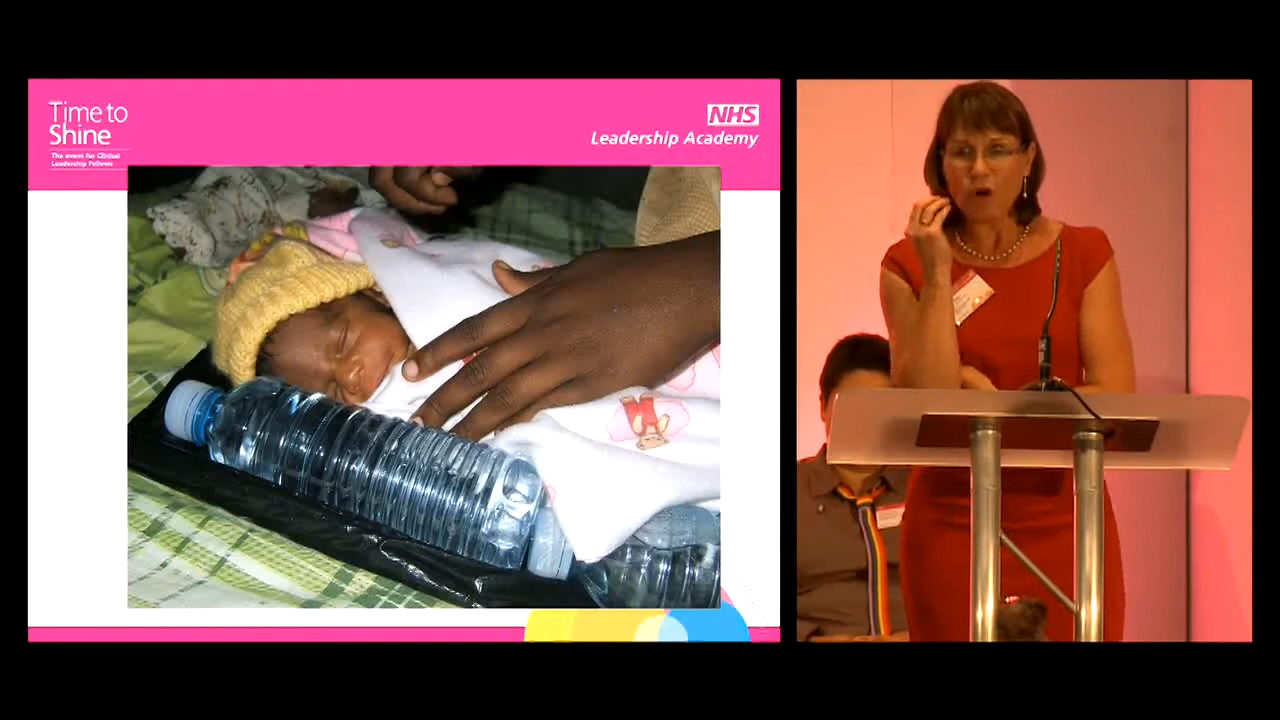 Time to
Shine
The event for Clinical
Leadership Fellows
NHS
Leadership Academy